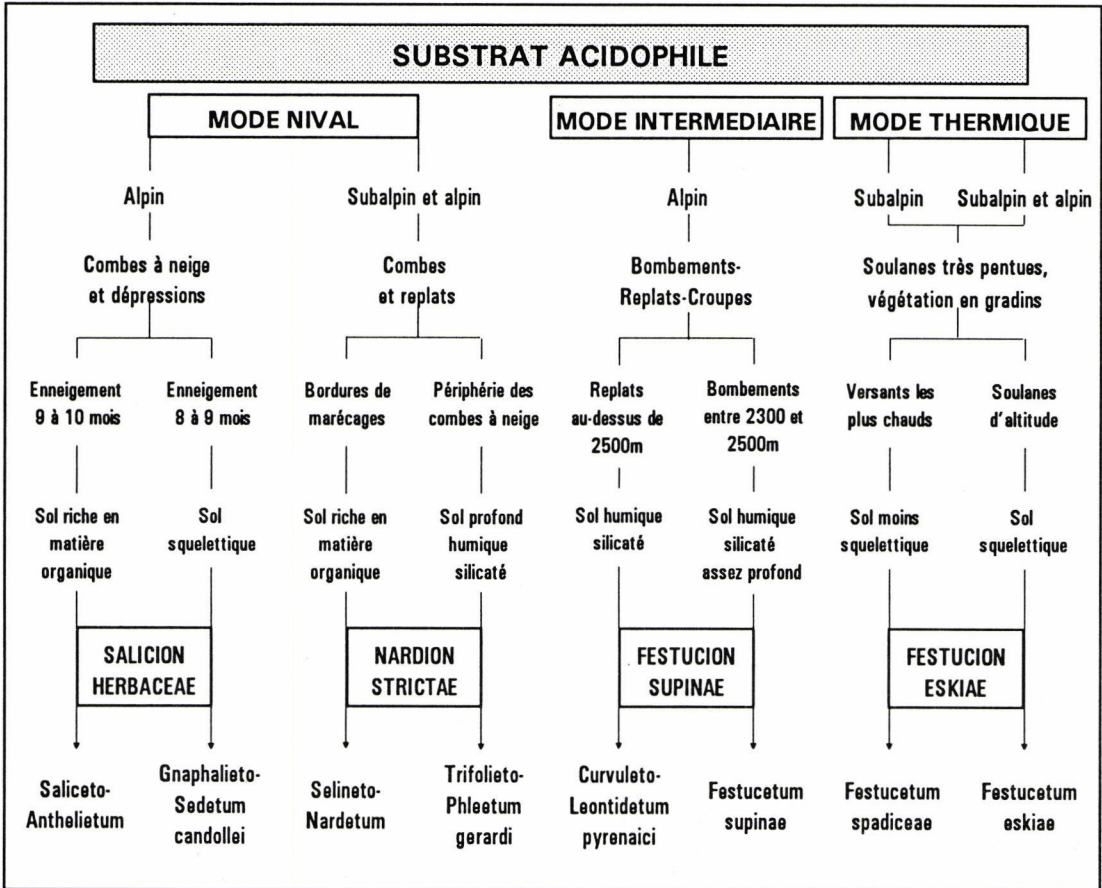 SUBSTRAT ACIDOPHILE
MODE NIVAL
MODE INTERMEDIAIRE
MODE THERMIQUE
Alpin
Subalpin et alpin
Alpin
Subalpin
Subalpin et alpin
Combes à neige
et dépressions
Combes
et replats
Bombements-
Replats-Croupes
Soulanes très pentues,
végétation en gradins
Enneigement
9 à 10 mois
Enneigement
8 à 9 mois
Bordures de
marécages
Périphérie des
combes à neige
Replats
au-dessus de
2500m
Bombements
entre 2300 et
2500m
Versants les
plus chauds
Soulanes
d'altitude
Sol riche en
matière
organique
Sol
squelettique
Sol riche en
matière
organique
Sol profond
humique
silicaté
Sol humique
silicaté
Sol humique
silicaté
assez profond
Sol moins
squelettique
Sol
squelettique
SALICION
HERBACEAE
NARDION
STRICTAE
FESTUCION
SUPINAE
FESTUCION
ESKIAE
Saliceto-
Anthelietum
Gnaphalieto-
Sedetum
candollei
Selineto-
Nardetum
Trifolieto-
Phleetum
gerardi
Curvuleto-
Leontidetum
pyrenaici
Festucetum
supinae
Festucetum
spadiceae
Festucetum
eskiae